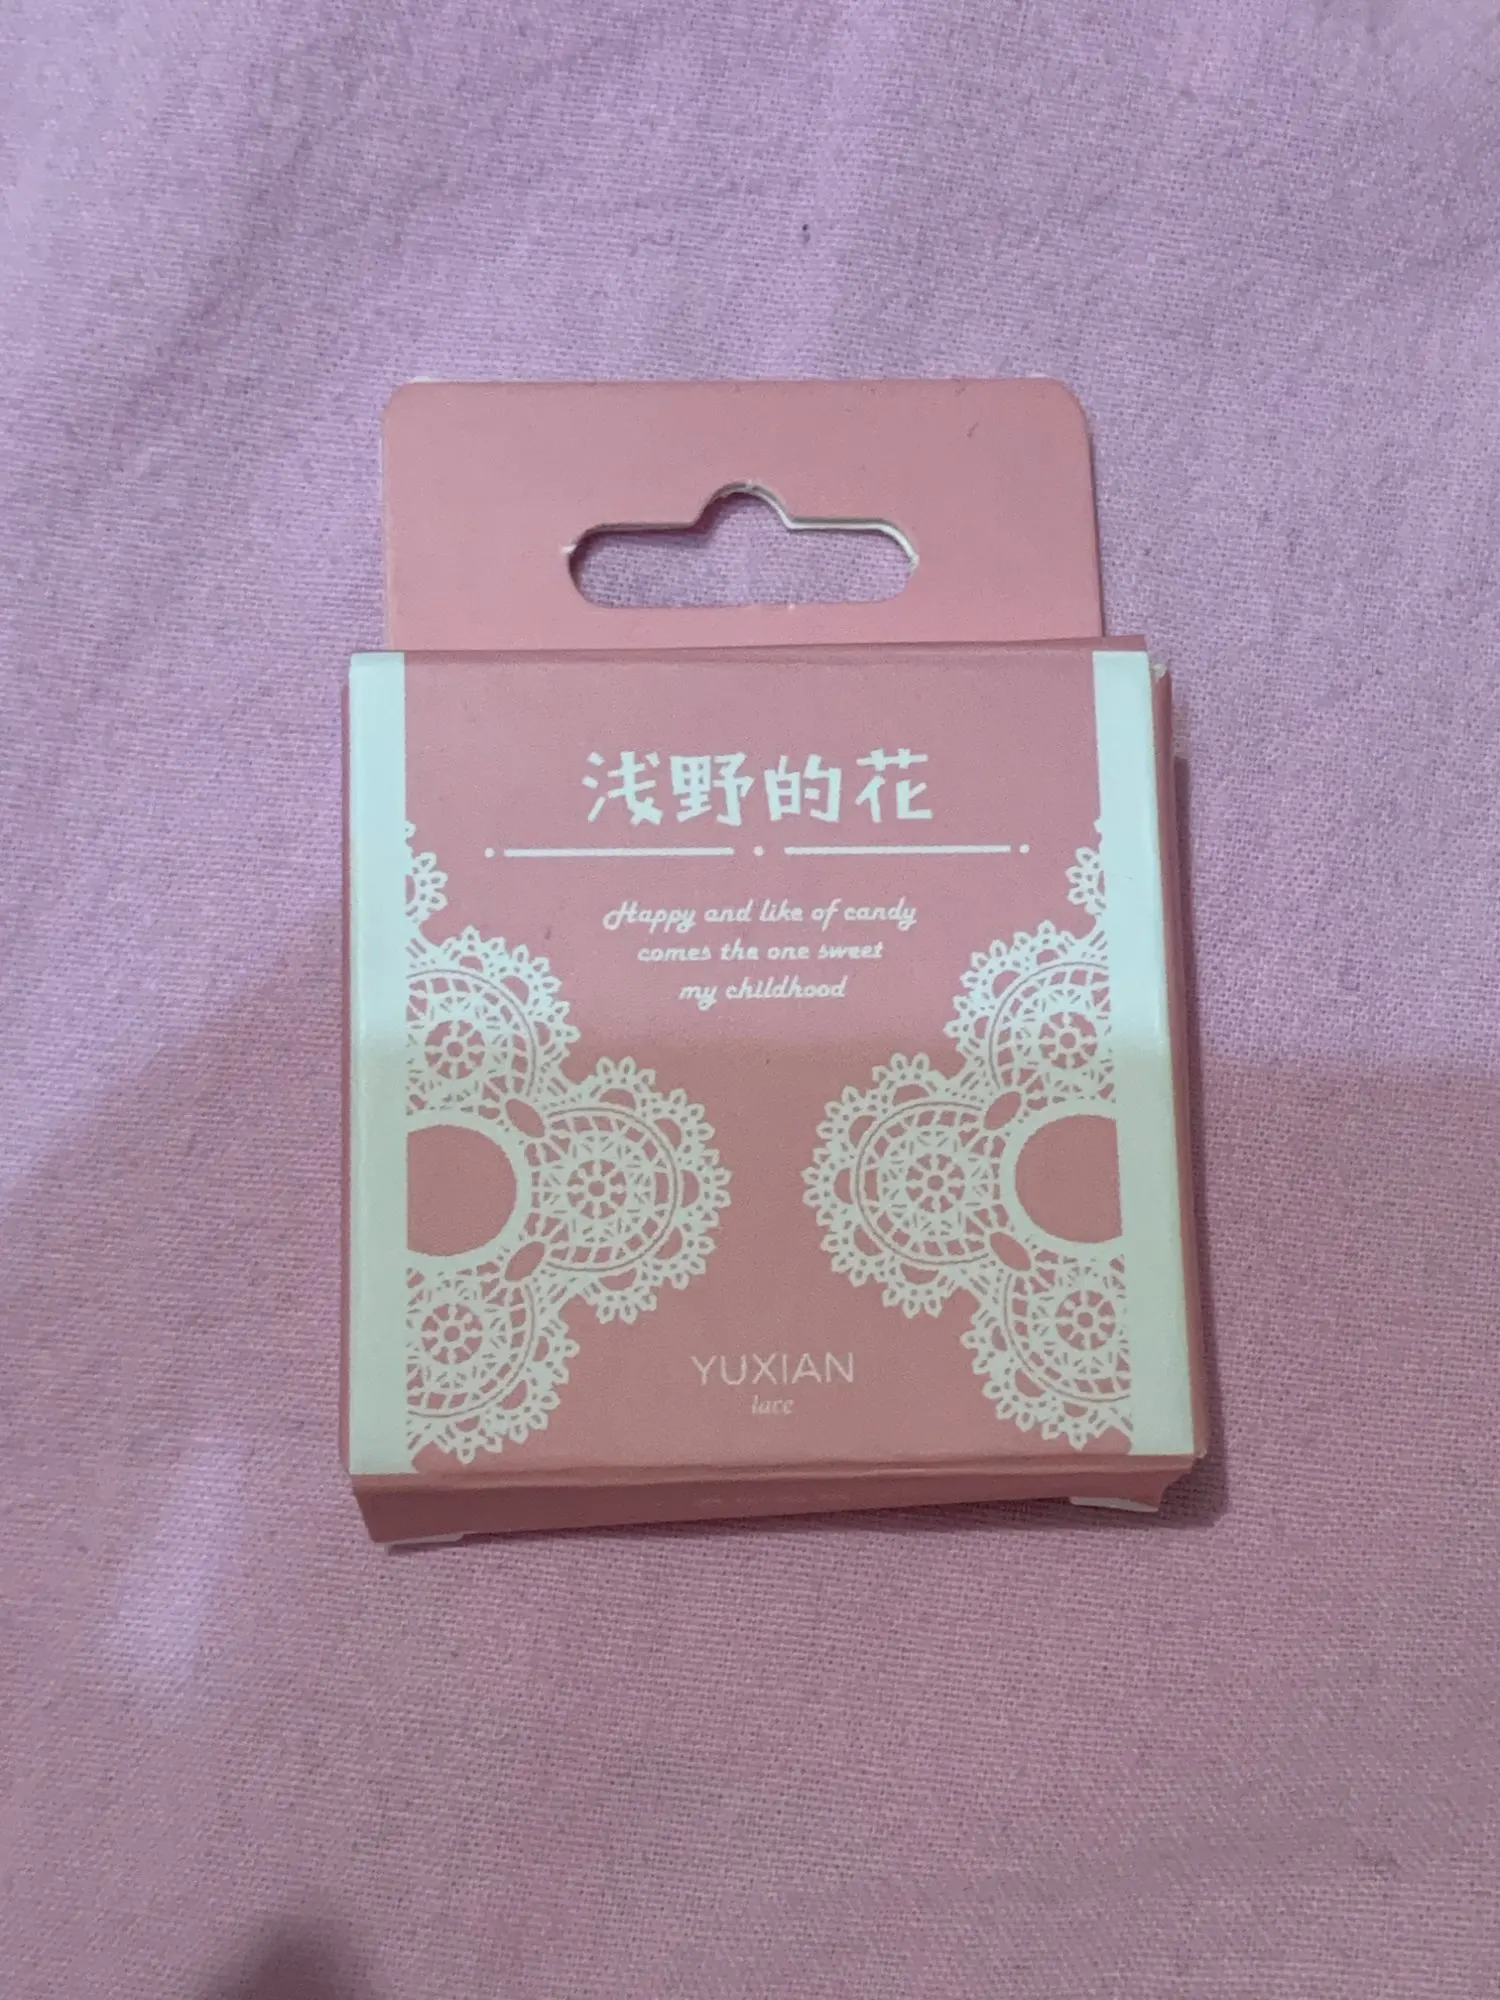 浅野的花
Happy and like of candy
comes the one sweet
my childhood
YUXIAN
lace